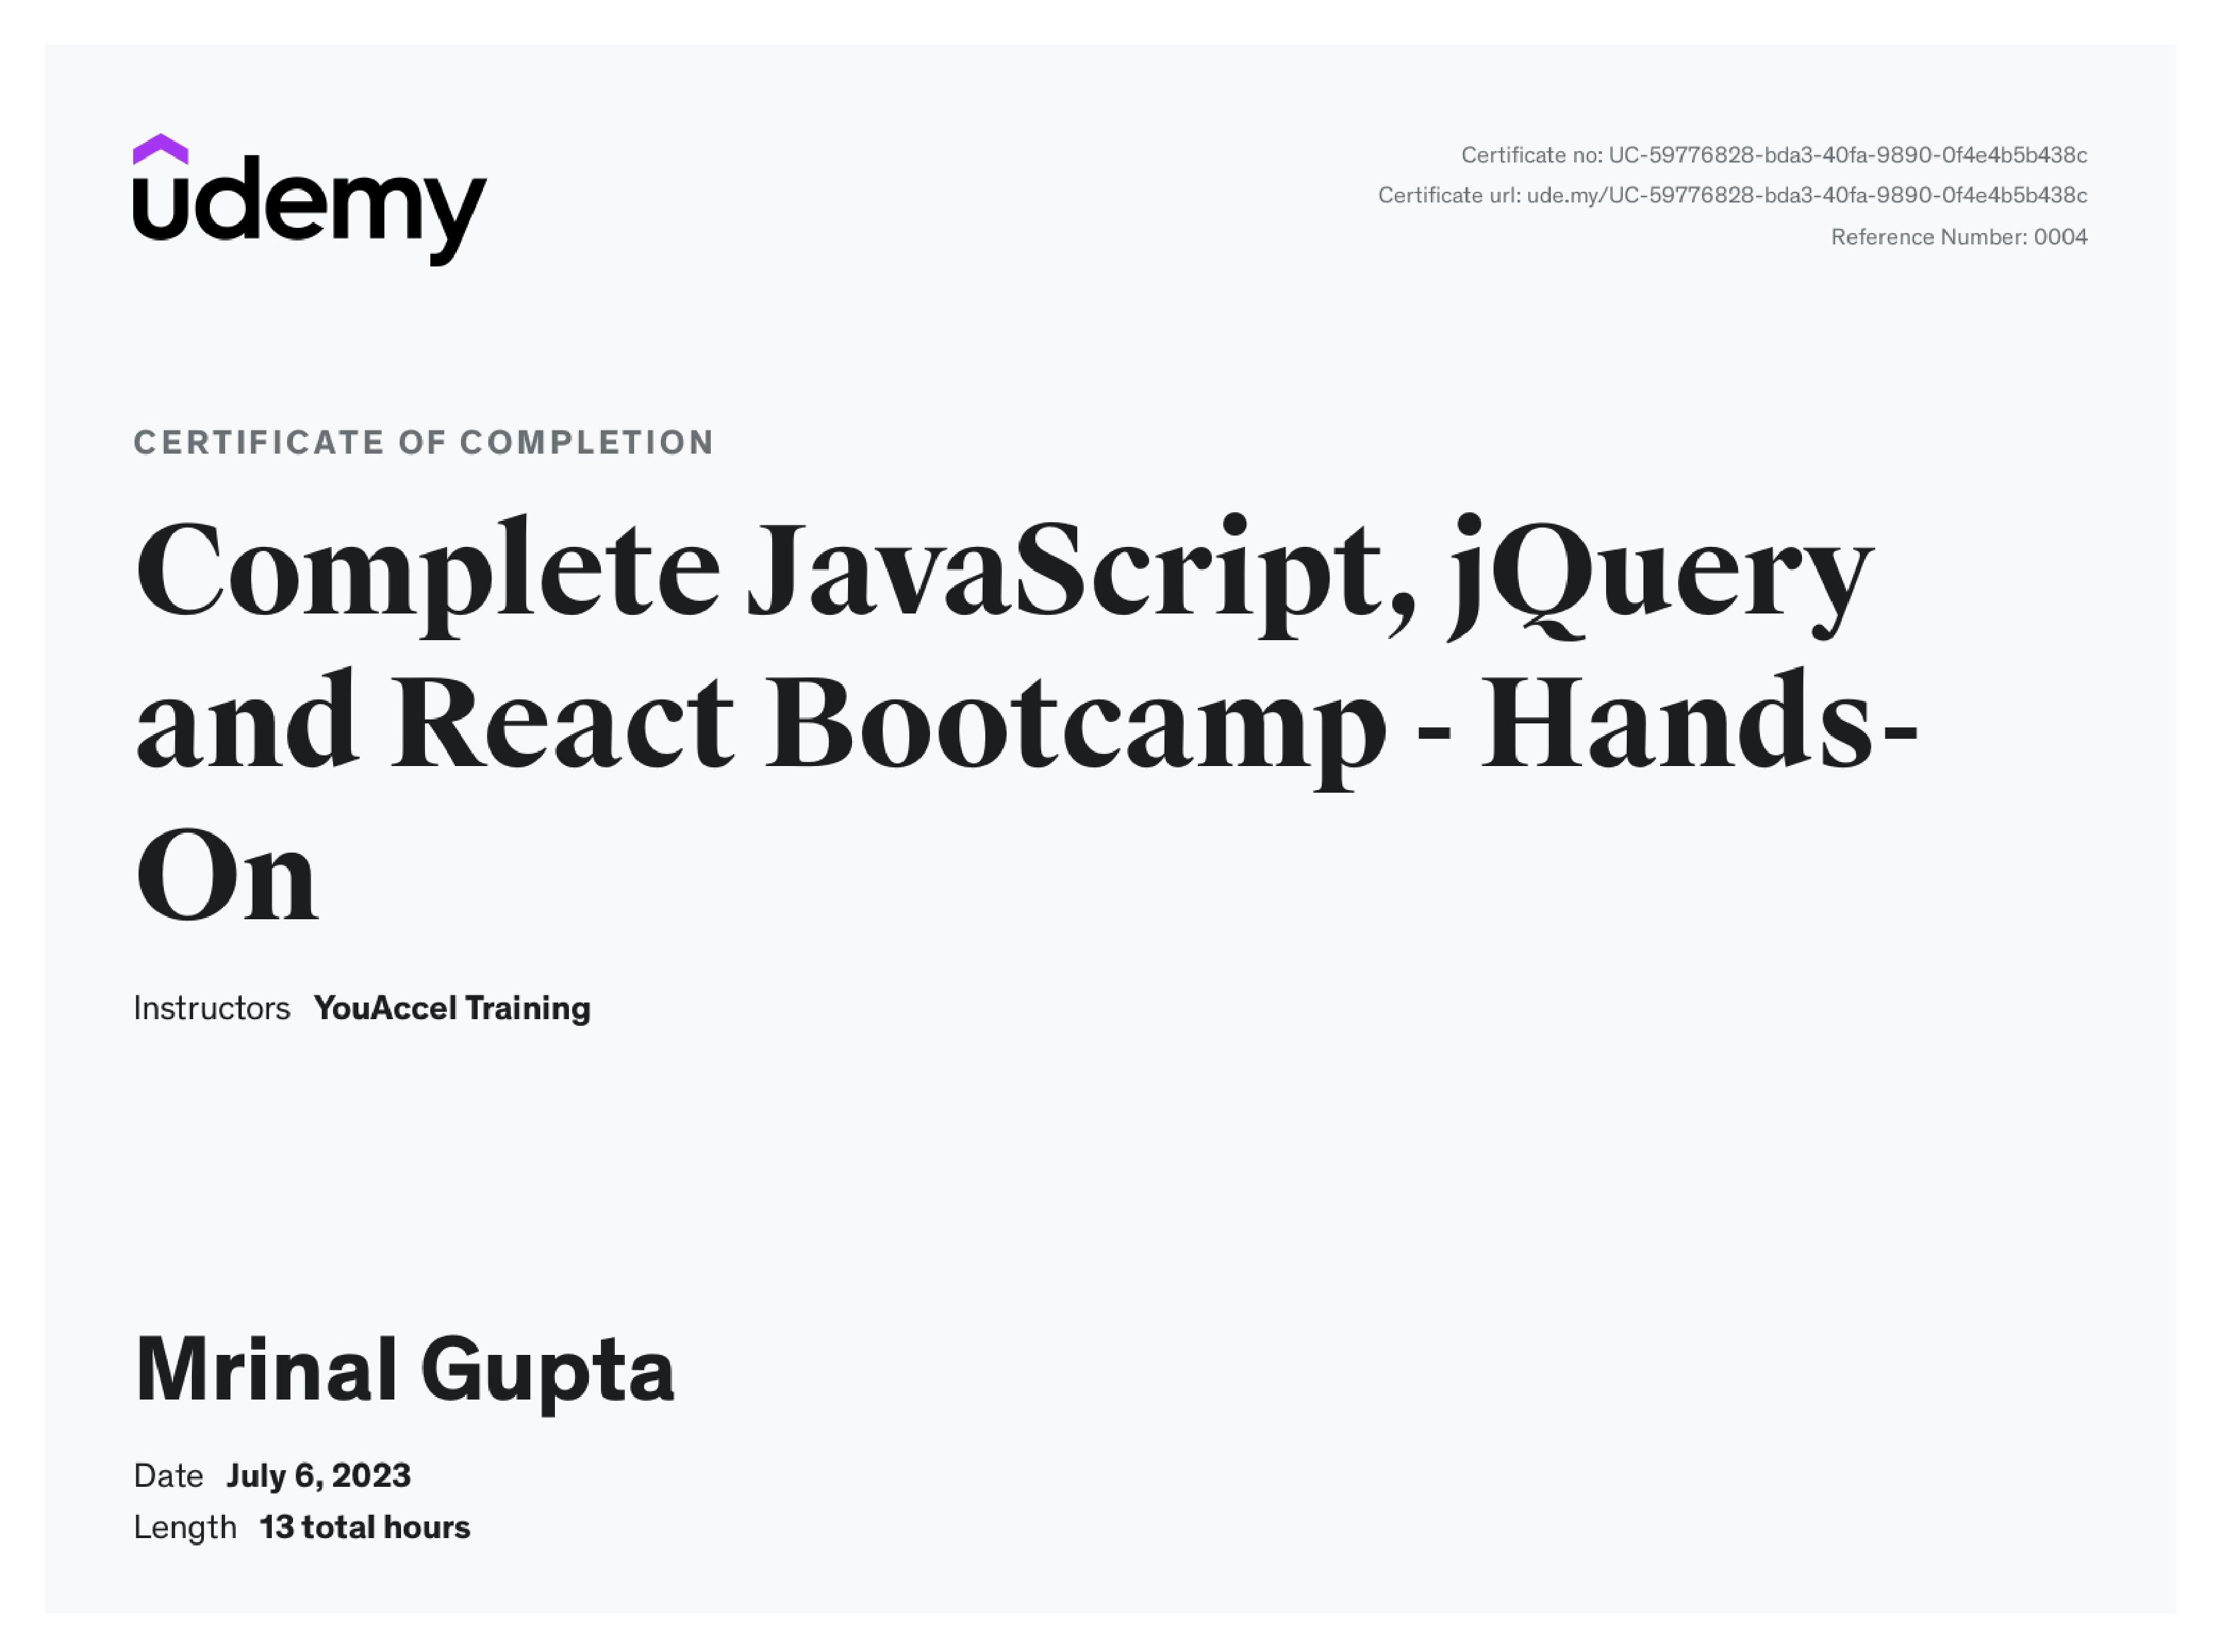 udemy
Certificate no: UC-59776828-bda3-40fa-9890-0f4e4b5b438c
Certificate url: ude.my/UC-59776828-bda3-40fa-9890-0f4e4b5b438c
Reference Number: 0004
CERTIFICATE OF COMPLETION
Complete JavaScript, jQuery
and React Bootcamp - Hands-
On
Instructors YouAccel Training
Mrinal Gupta
Date July 6, 2023
Length 13 total hours